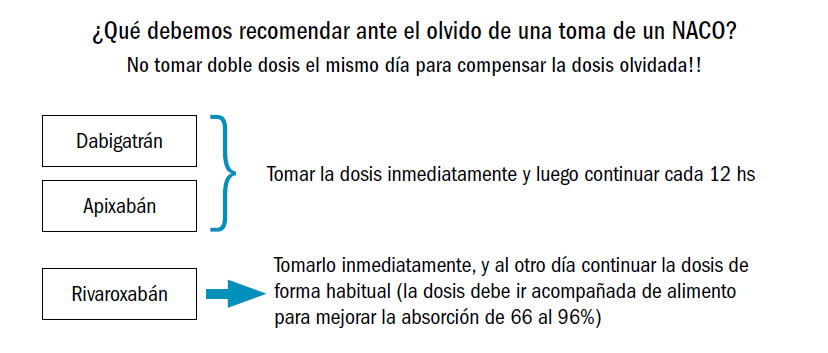 ¿Qué debemos recomendar ante el olvido de una toma de un NACO?
No tomar doble dosis el mismo día para compensar la dosis olvidada!!
Dabigatrán
Apixabán
Tomar la dosis inmediatamente y luego continuar cada 12 hs
Rivaroxabán
Tomarlo inmediatamente, y al otro día continuar la dosis de
forma habitual (la dosis debe ir acompañada de alimento
para mejorar la absorción de 66 al 96%)